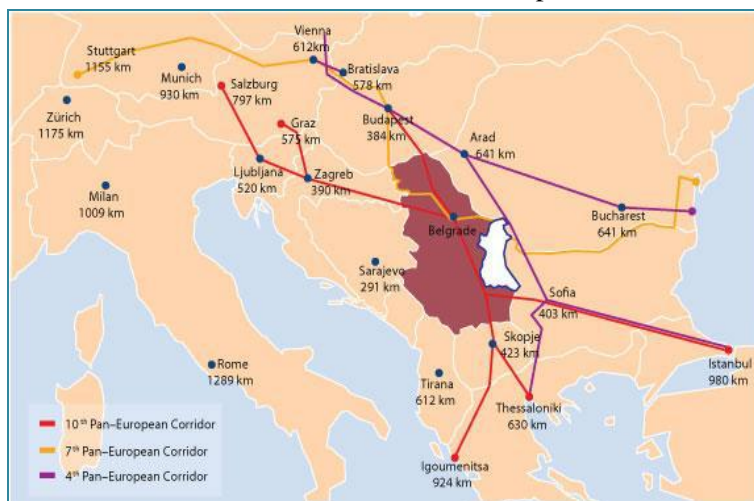 Vienna
612km
Stuttgart
1155 km
Bratislava
578 km
Munich
930 km
Salzburg
797 km
Budapest
384 km
Zürich
1175 km
Graz
575 km
Arad
641 km
Ljubljana
520 km
Zagreb
390 km
Milan
1009 km
Bucharest
641 km
Belgrade
Sarajevo
291 km
Sofia
403 km
Skopje
423 km
Istanbul
980 km
Rome
1289 km
Tirana
612 km
Thessaloniki
630 km
Igoumenitsa
924 km
10th Pan–European Corridor
7th Pan–European Corridor
4th Pan–European Corridor